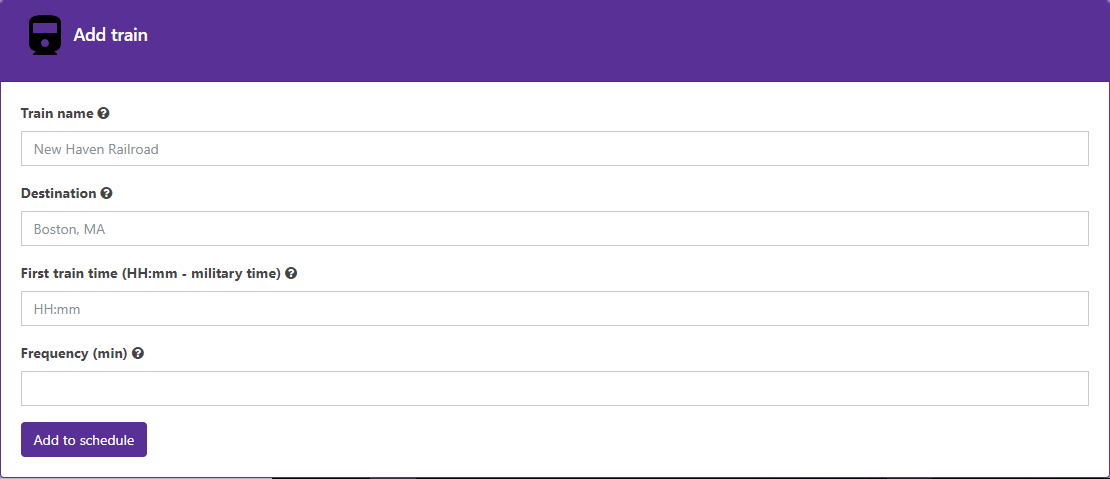 Add train
Train name
New Haven Railroad
Destination
Boston, MA
First train time (HH:mm - military time)
HH:mm
Frequency (min)
Add to schedule